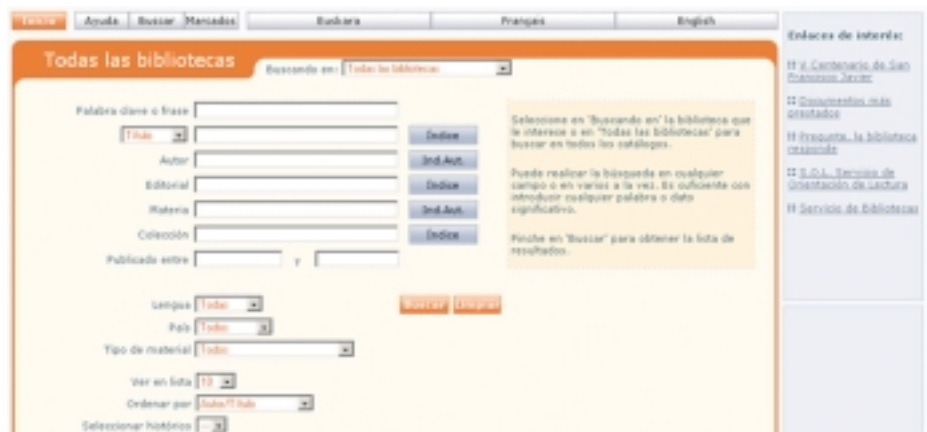 Inicio Ayuda Buscar Marcados Euskara Français English
Enlaces de interés:
Todas las bibliotecas Buscando en: Todas las bibliotecas
V Centenario de San
Francisco Javier
Documentos más
prestados
Pregunte, la biblioteca
responde
S.O.L. Servicio de
Orientación de Lectura
Servicio de Bibliotecas
Palabra clave o frase
Título Índice
Autor Ind.Aut.
Editorial Índice
Materia Ind.Aut.
Colección Índice
Publicado entre y
Seleccione en "Buscando en" la biblioteca que
le interese o en "Todas las bibliotecas" para
buscar en todos los catálogos.
Puede realizar la búsqueda en cualquier
campo o en varios a la vez. Es suficiente con
introducir cualquier palabra o dato
significativo.
Pinche en "Buscar" para obtener la lista de
resultados.
Lengua Todas Buscar Limpiar
País Todos
Tipo de material Todos
Ver en lista 10
Ordenar por Autor/Título
Seleccionar histórico --